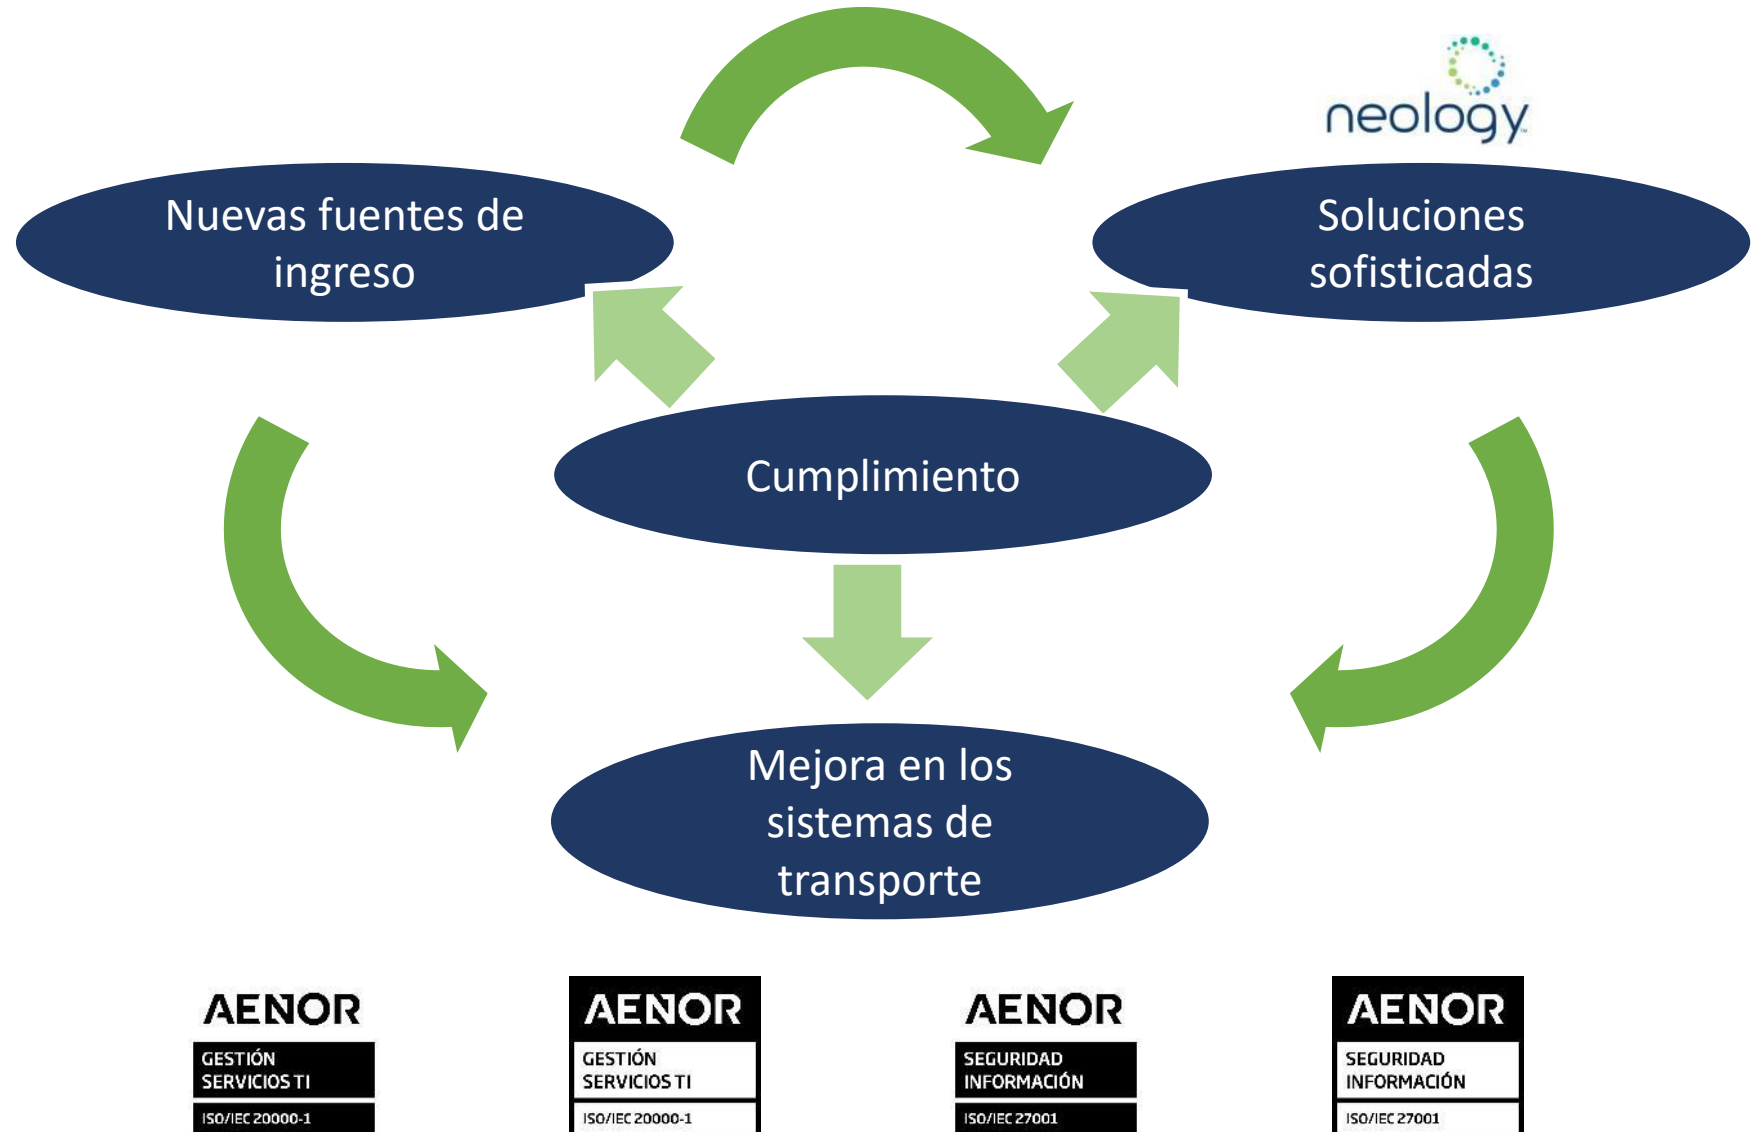 neology
Nuevas fuentes de
ingreso
Soluciones
sofisticadas
Cumplimiento
Mejora en los
sistemas de
transporte
AENOR
GESTIÓN
SERVICIOS TI
ISO/IEC 20000-1
AENOR
GESTIÓN
SERVICIOS TI
ISO/IEC 20000-1
AENOR
SEGURIDAD
INFORMACIÓN
ISO/IEC 27001
AENOR
SEGURIDAD
INFORMACIÓN
ISO/IEC 27001